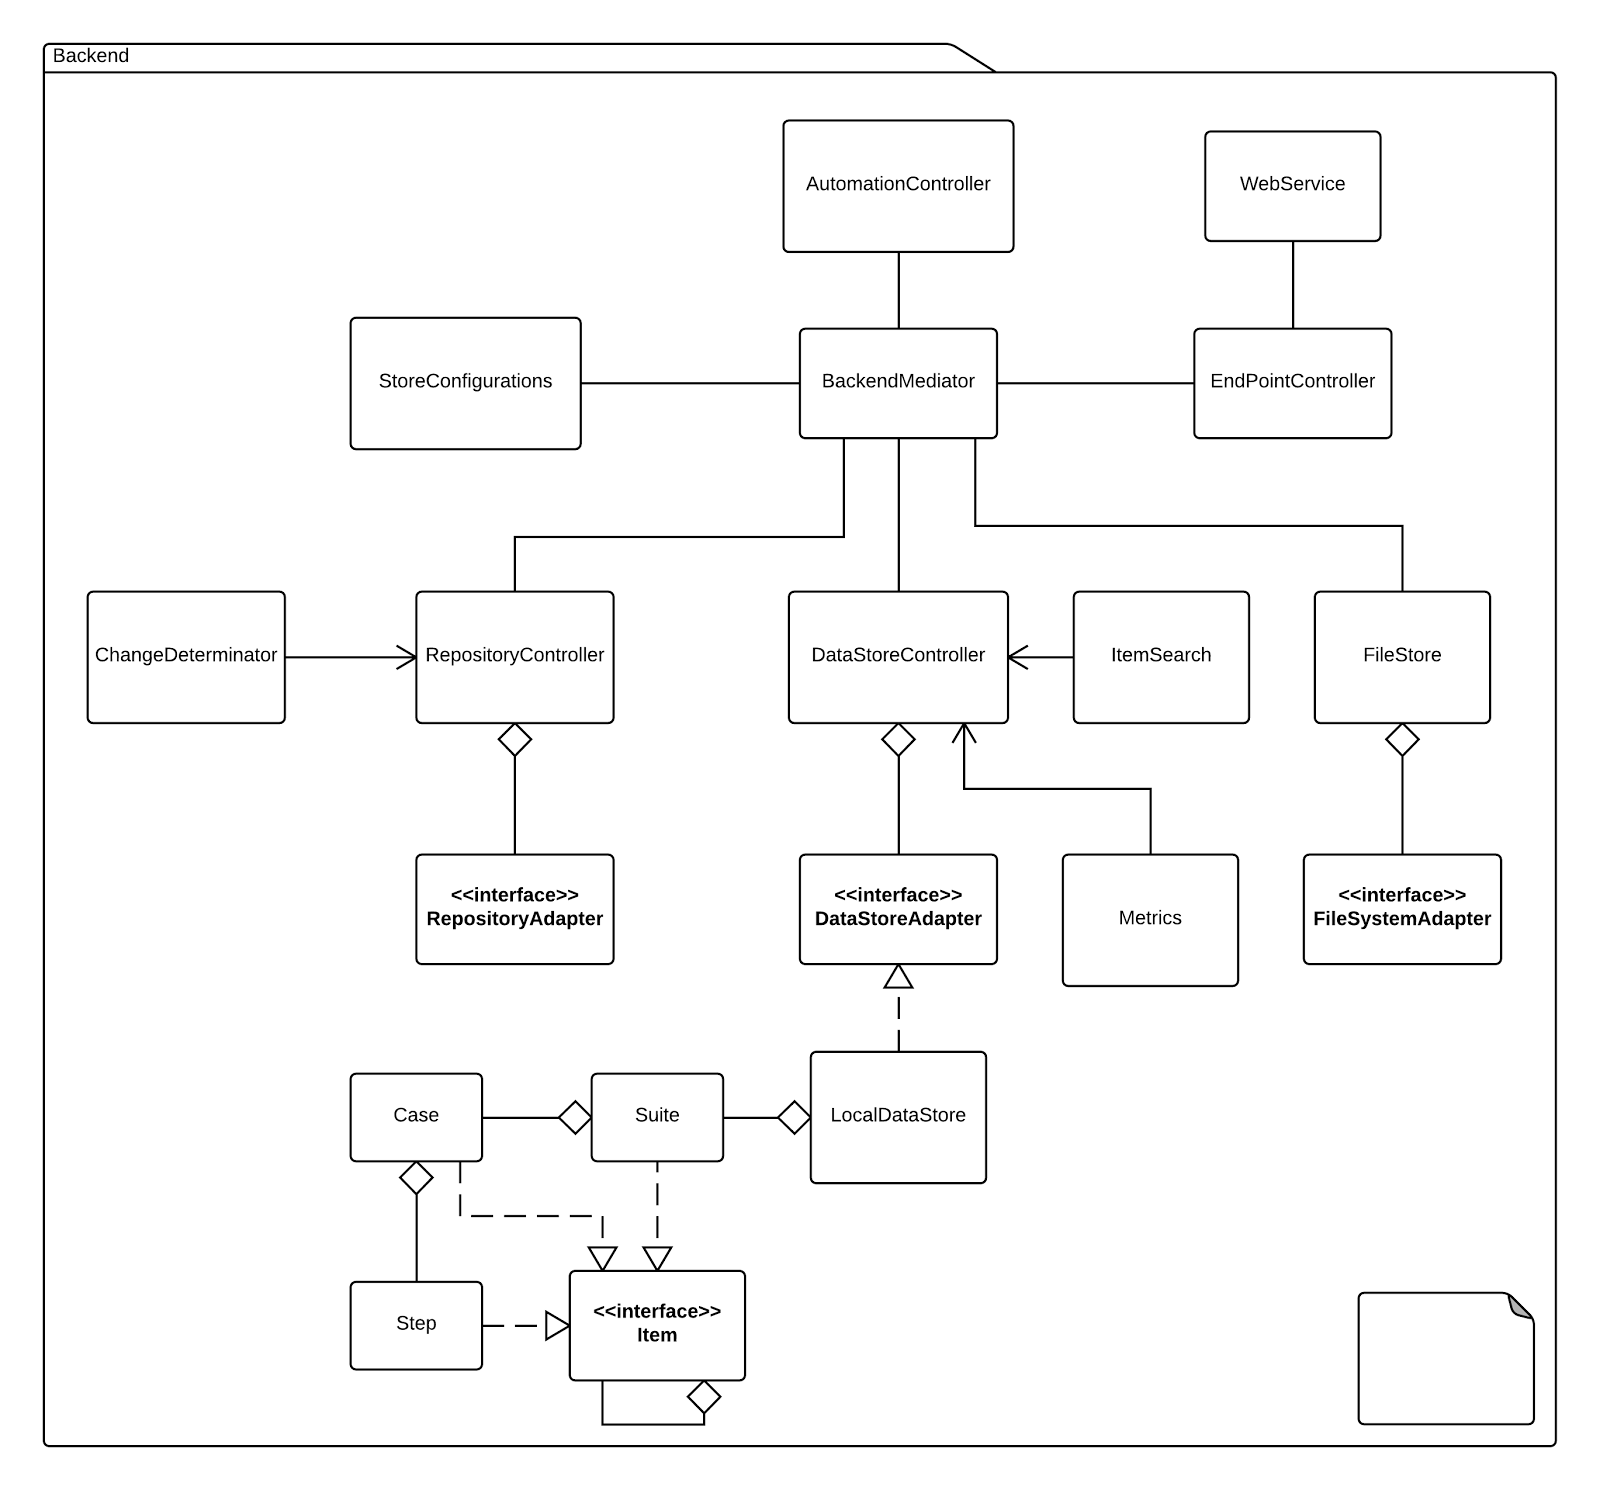 Backend
AutomationController
WebService
StoreConfigurations
BackendMediator
EndPointController
ChangeDeterminator
RepositoryController
DataStoreController
ItemSearch
FileStore
<<interface>>
RepositoryAdapter
<<interface>>
DataStoreAdapter
Metrics
<<interface>>
FileSystemAdapter
Case
Suite
LocalDataStore
Step
<<interface>>
Item